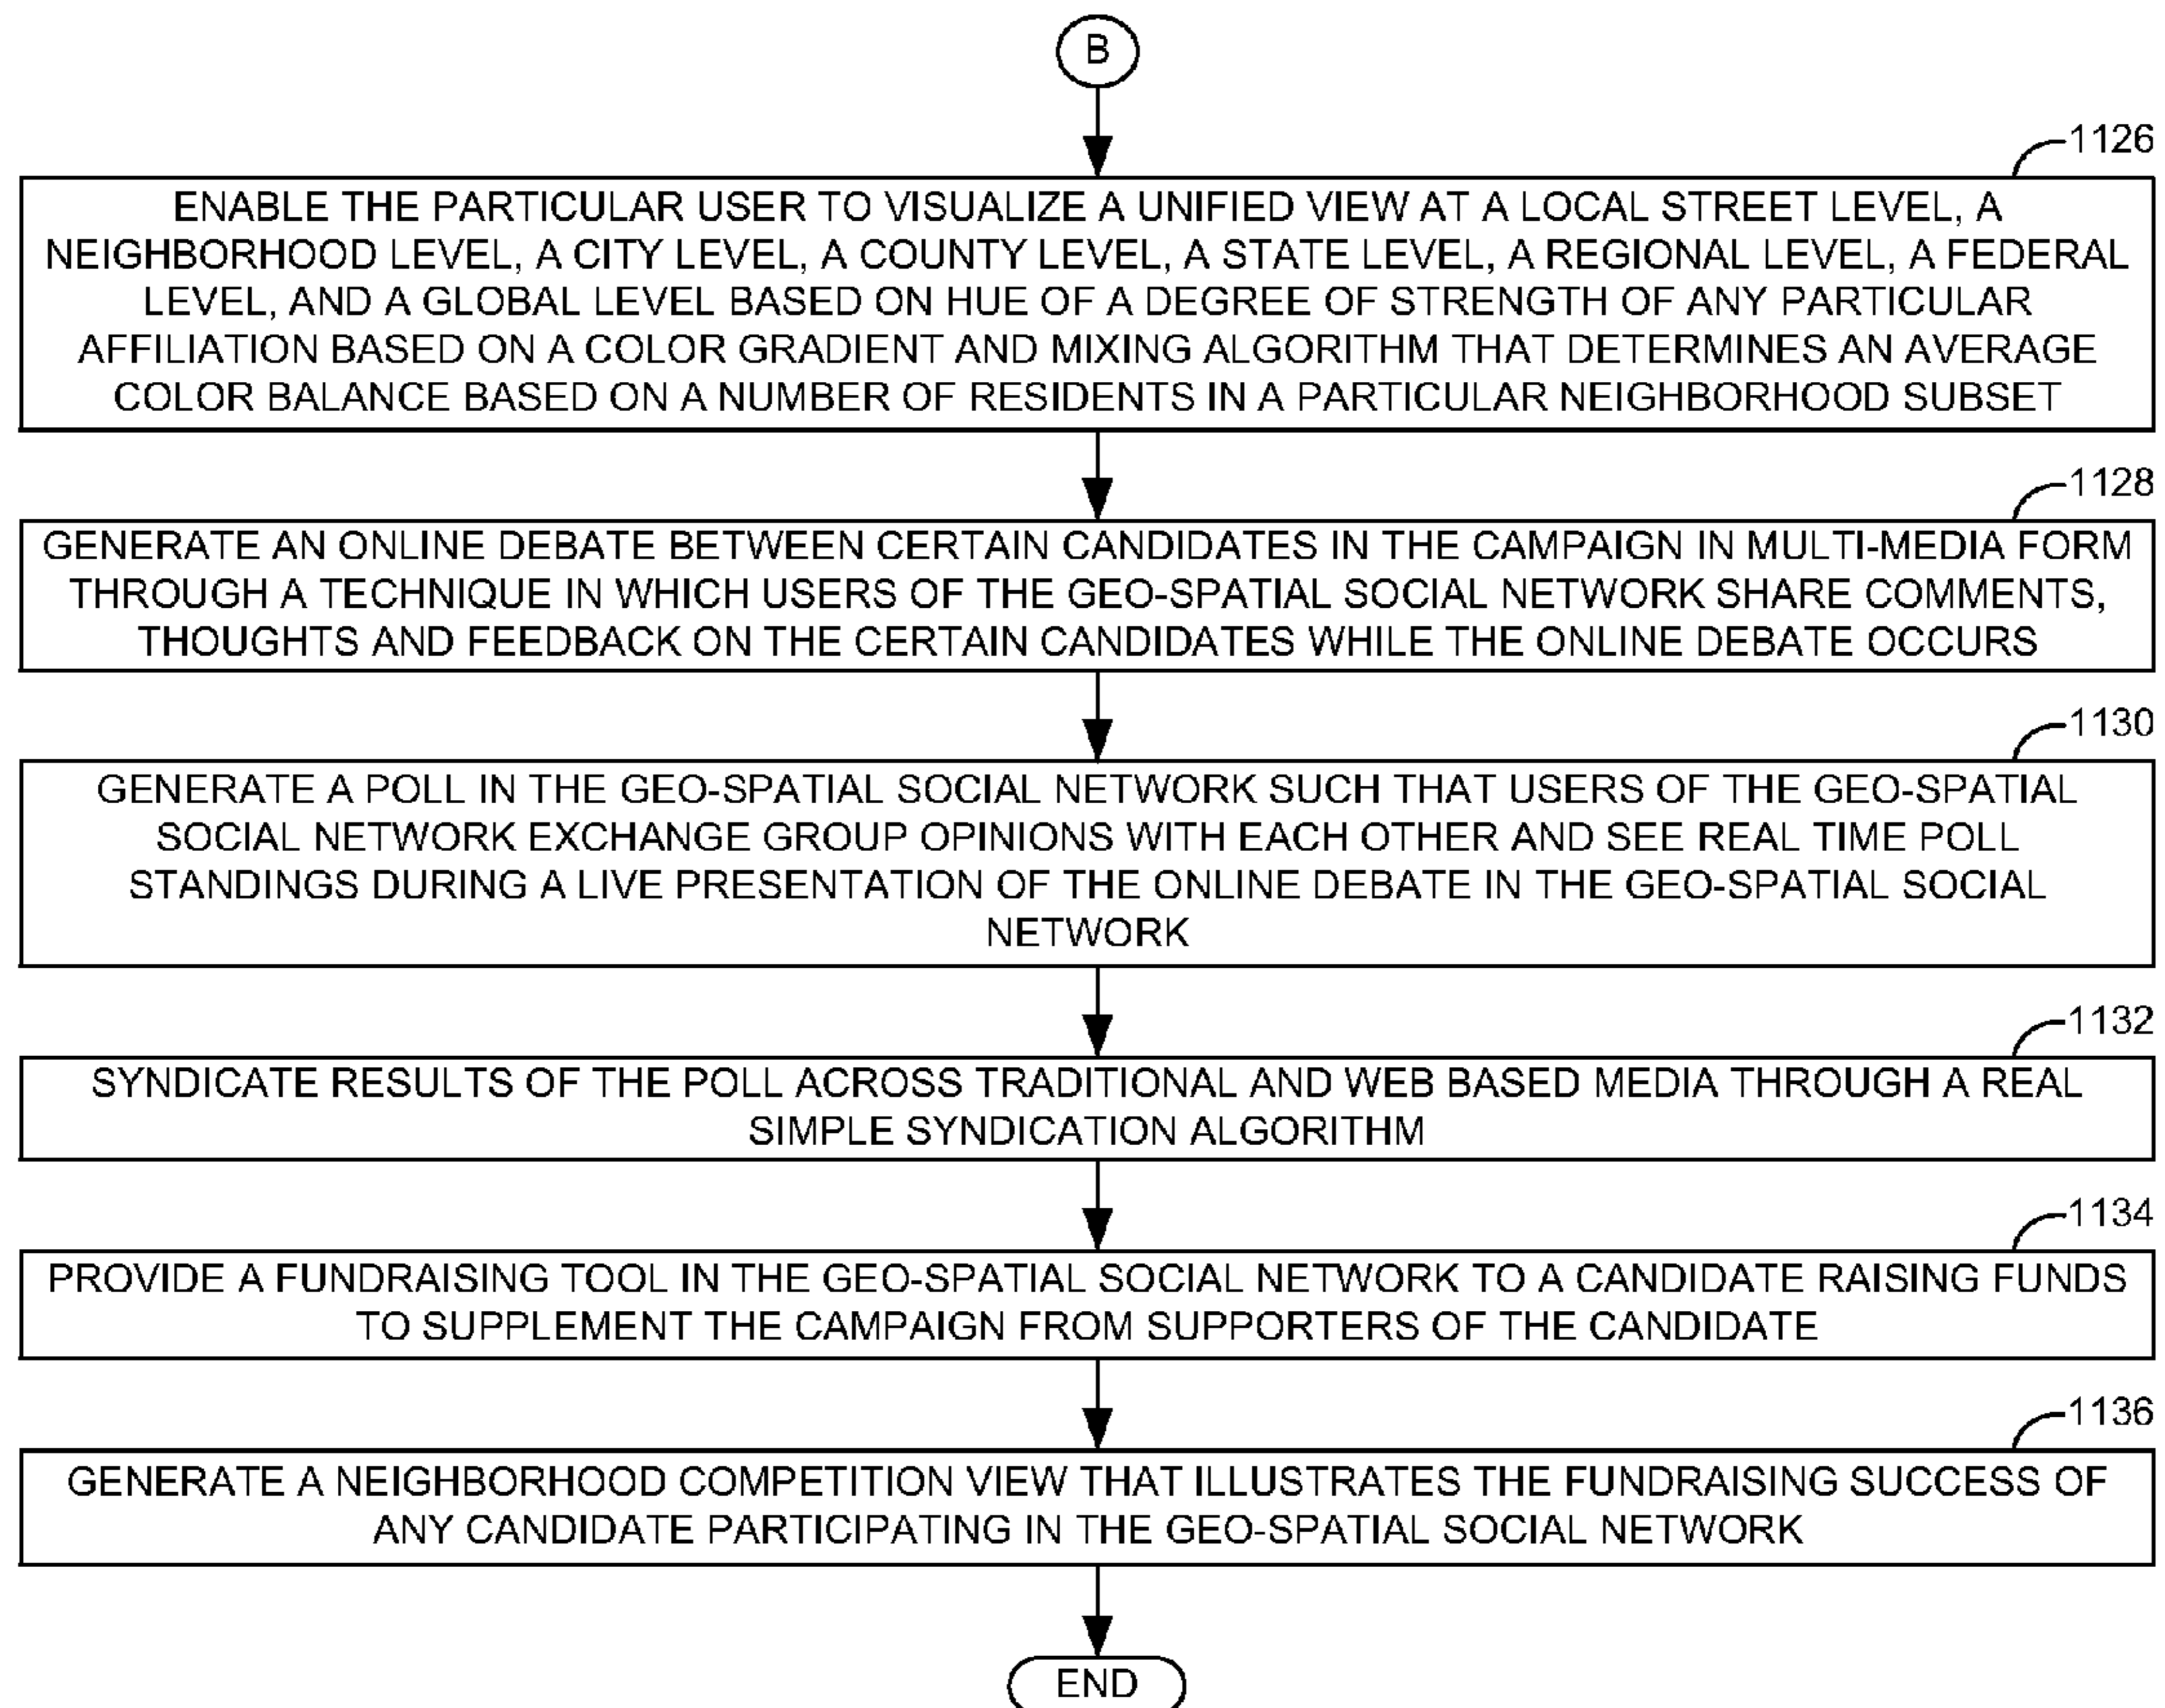 B
1126
ENABLE THE PARTICULAR USER TO VISUALIZE A UNIFIED VIEW AT A LOCAL STREET LEVEL, A
NEIGHBORHOOD LEVEL, A CITY LEVEL, A COUNTY LEVEL, A STATE LEVEL, A REGIONAL LEVEL, A FEDERAL
LEVEL, AND A GLOBAL LEVEL BASED ON HUE OF A DEGREE OF STRENGTH OF ANY PARTICULAR
AFFILIATION BASED ON A COLOR GRADIENT AND MIXING ALGORITHM THAT DETERMINES AN AVERAGE
COLOR BALANCE BASED ON A NUMBER OF RESIDENTS IN A PARTICULAR NEIGHBORHOOD SUBSET
1128
GENERATE AN ONLINE DEBATE BETWEEN CERTAIN CANDIDATES IN THE CAMPAIGN IN MULTI-MEDIA FORM
THROUGH A TECHNIQUE IN WHICH USERS OF THE GEO-SPATIAL SOCIAL NETWORK SHARE COMMENTS,
THOUGHTS AND FEEDBACK ON THE CERTAIN CANDIDATES WHILE THE ONLINE DEBATE OCCURS
1130
GENERATE A POLL IN THE GEO-SPATIAL SOCIAL NETWORK SUCH THAT USERS OF THE GEO-SPATIAL
SOCIAL NETWORK EXCHANGE GROUP OPINIONS WITH EACH OTHER AND SEE REAL TIME POLL
STANDINGS DURING A LIVE PRESENTATION OF THE ONLINE DEBATE IN THE GEO-SPATIAL SOCIAL
NETWORK
1132
SYNDICATE RESULTS OF THE POLL ACROSS TRADITIONAL AND WEB BASED MEDIA THROUGH A REAL
SIMPLE SYNDICATION ALGORITHM
1134
PROVIDE A FUNDRAISING TOOL IN THE GEO-SPATIAL SOCIAL NETWORK TO A CANDIDATE RAISING FUNDS
TO SUPPLEMENT THE CAMPAIGN FROM SUPPORTERS OF THE CANDIDATE
1136
GENERATE A NEIGHBORHOOD COMPETITION VIEW THAT ILLUSTRATES THE FUNDRAISING SUCCESS OF
ANY CANDIDATE PARTICIPATING IN THE GEO-SPATIAL SOCIAL NETWORK
END